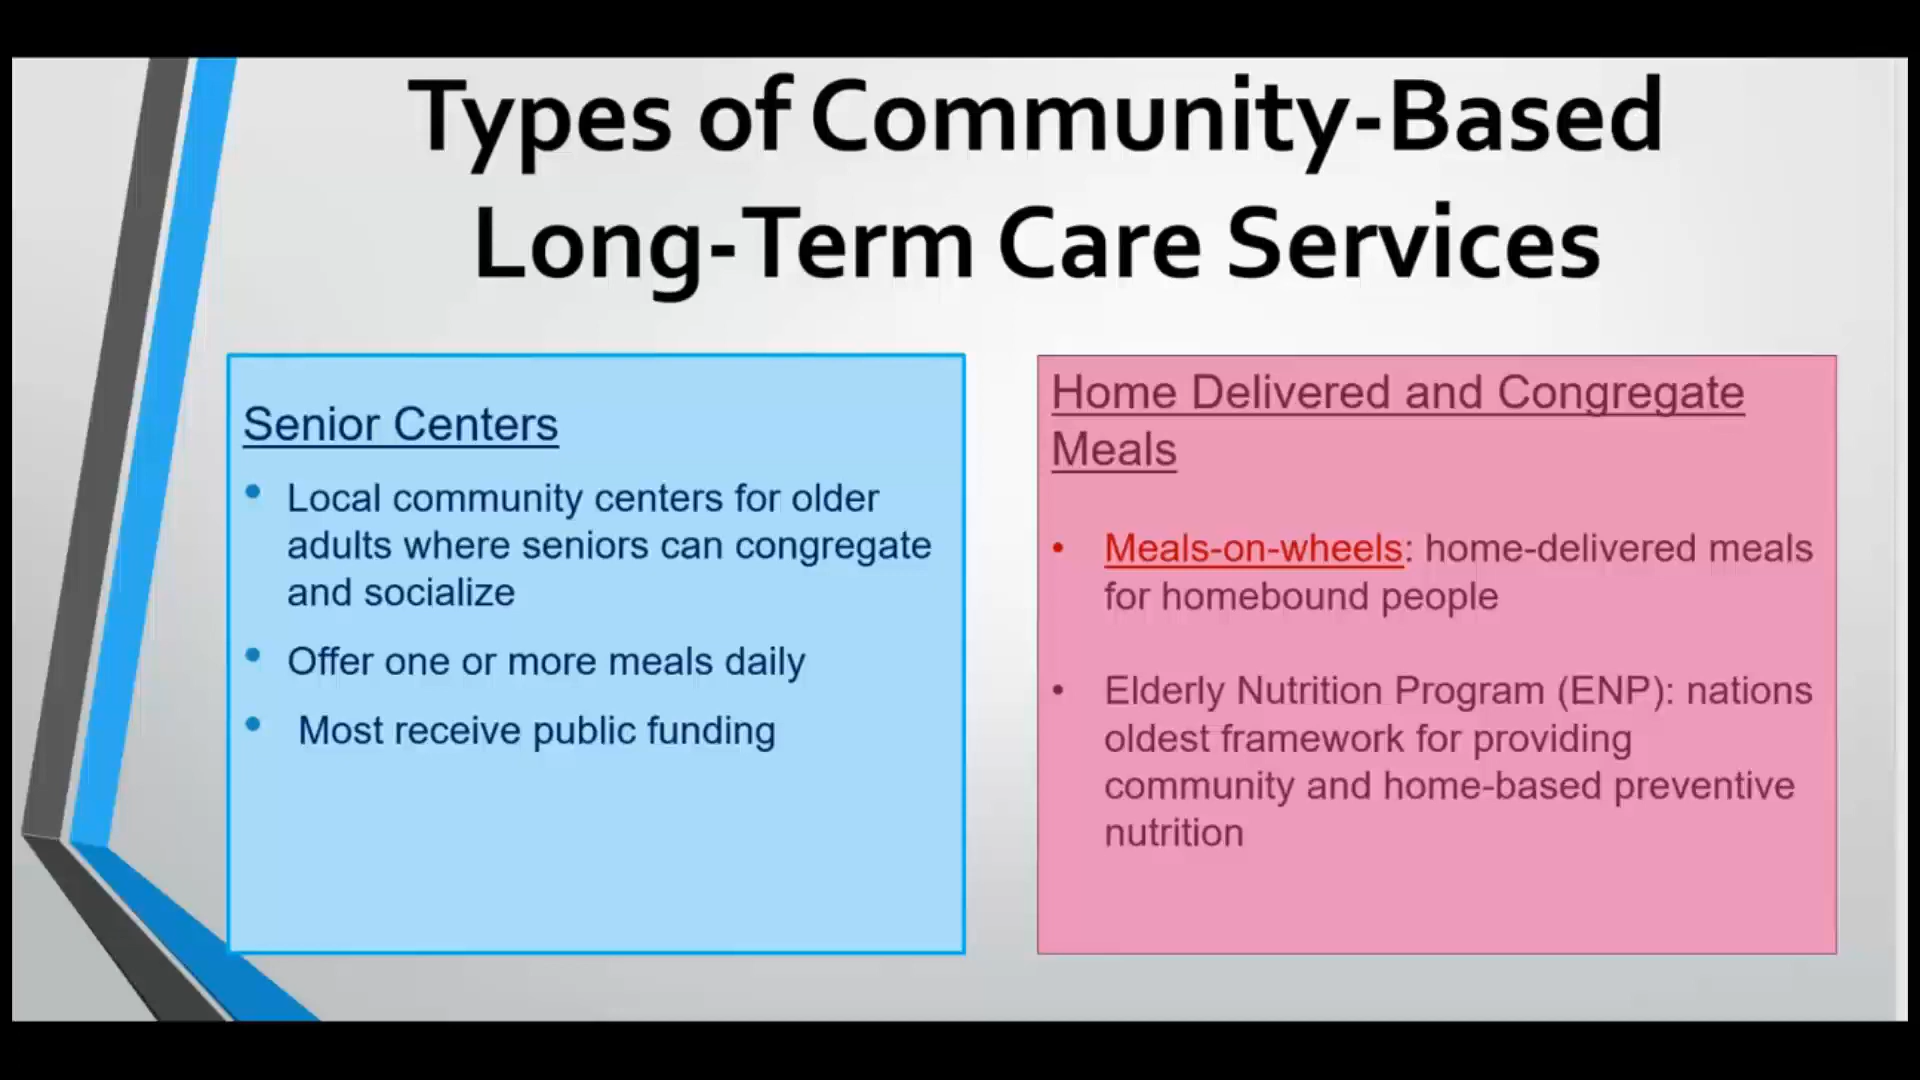 Types of Community-Based
Long-Term Care Services
Senior Centers
• Local community centers for older
adults where seniors can congregate
and socialize
• Offer one or more meals daily
• Most receive public funding
Home Delivered and Congregate
Meals
• Meals-on-wheels: home-delivered meals
for homebound people
• Elderly Nutrition Program (ENP): nations
oldest framework for providing
community and home-based preventive
nutrition